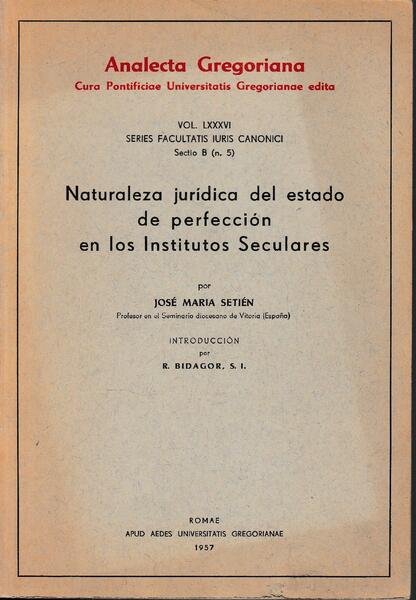 Analecta Gregoriana
Cura Pontificiae Universitatis Gregorianae edita
VOL. LXXXVI
SERIES FACULTATIS IURIS CANONICI
Sectio B (n. 5)
Naturaleza jurídica del estado
de perfección
en los Institutos Seculares
por
JOSÉ MARIA SETIÉN
Profesor en el Seminario diocesano de Vitoria (España)
INTRODUCCIÓN
por
R. BIDAGOR, S. I.
ROMAE
APUD AEDES UNIVERSITATIS GREGORIANAE
1957